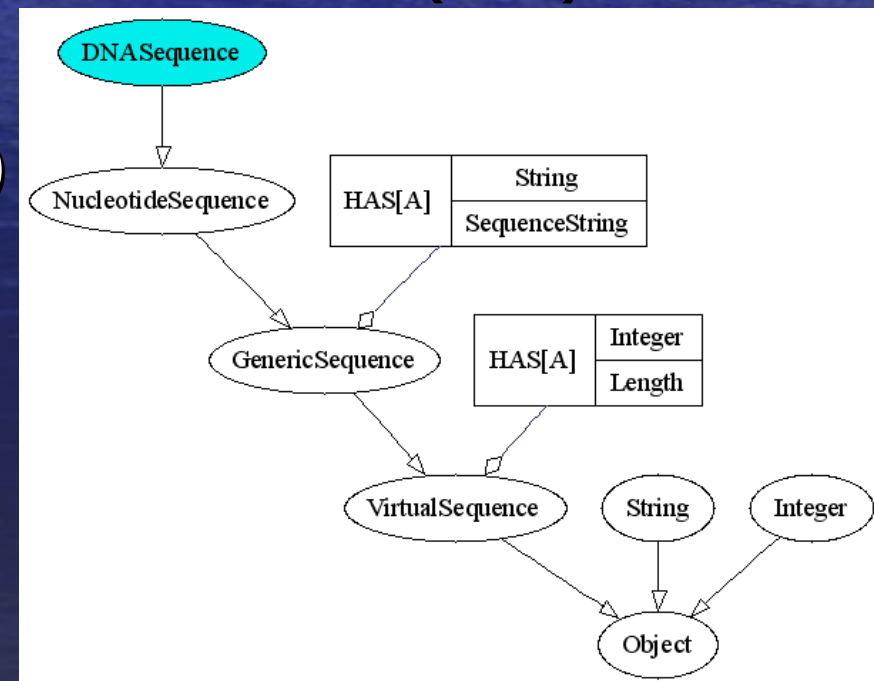 DNASequence
NucleotideSequence
HAS[A]
String
SequenceString
GenericSequence
HAS[A]
Integer
Length
VirtualSequence
String
Integer
Object